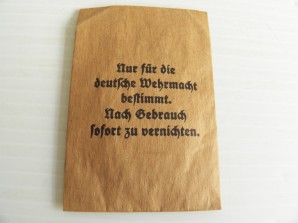 Nur für die
deutsche Wehrmacht
bestimmt.
Nach Gebrauch
sofort zu vernichten.